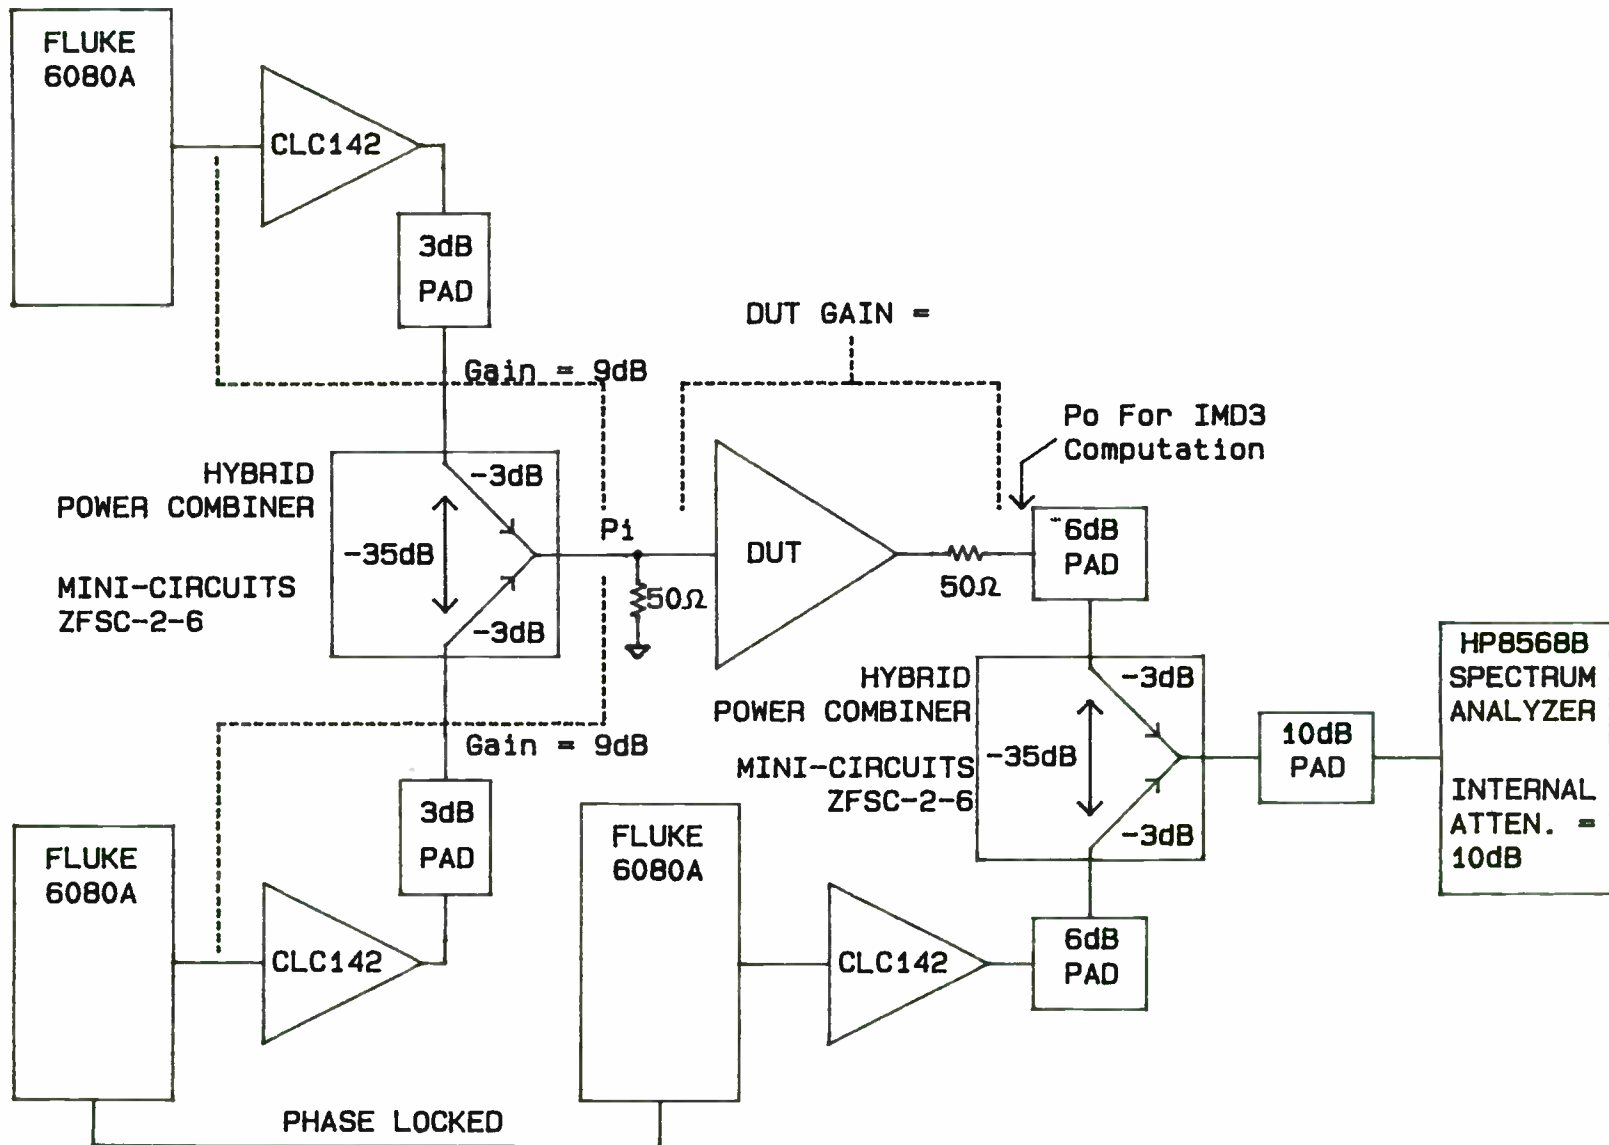 FLUKE
6080A
CLC142
3dB
PAD
Gain = 9dB
DUT GAIN =
Po For IMD3
Computation
HYBRID
POWER COMBINER
MINI-CIRCUITS
ZFSC-2-6
-3dB
-35dB
-3dB
Pi
50Ω
DUT
50Ω
6dB
PAD
HYBRID
POWER COMBINER
MINI-CIRCUITS
ZFSC-2-6
-3dB
-35dB
-3dB
10dB
PAD
HP8568B
SPECTRUM
ANALYZER
INTERNAL
ATTEN. =
10dB
Gain = 9dB
3dB
PAD
FLUKE
6080A
CLC142
FLUKE
6080A
CLC142
6dB
PAD
PHASE LOCKED